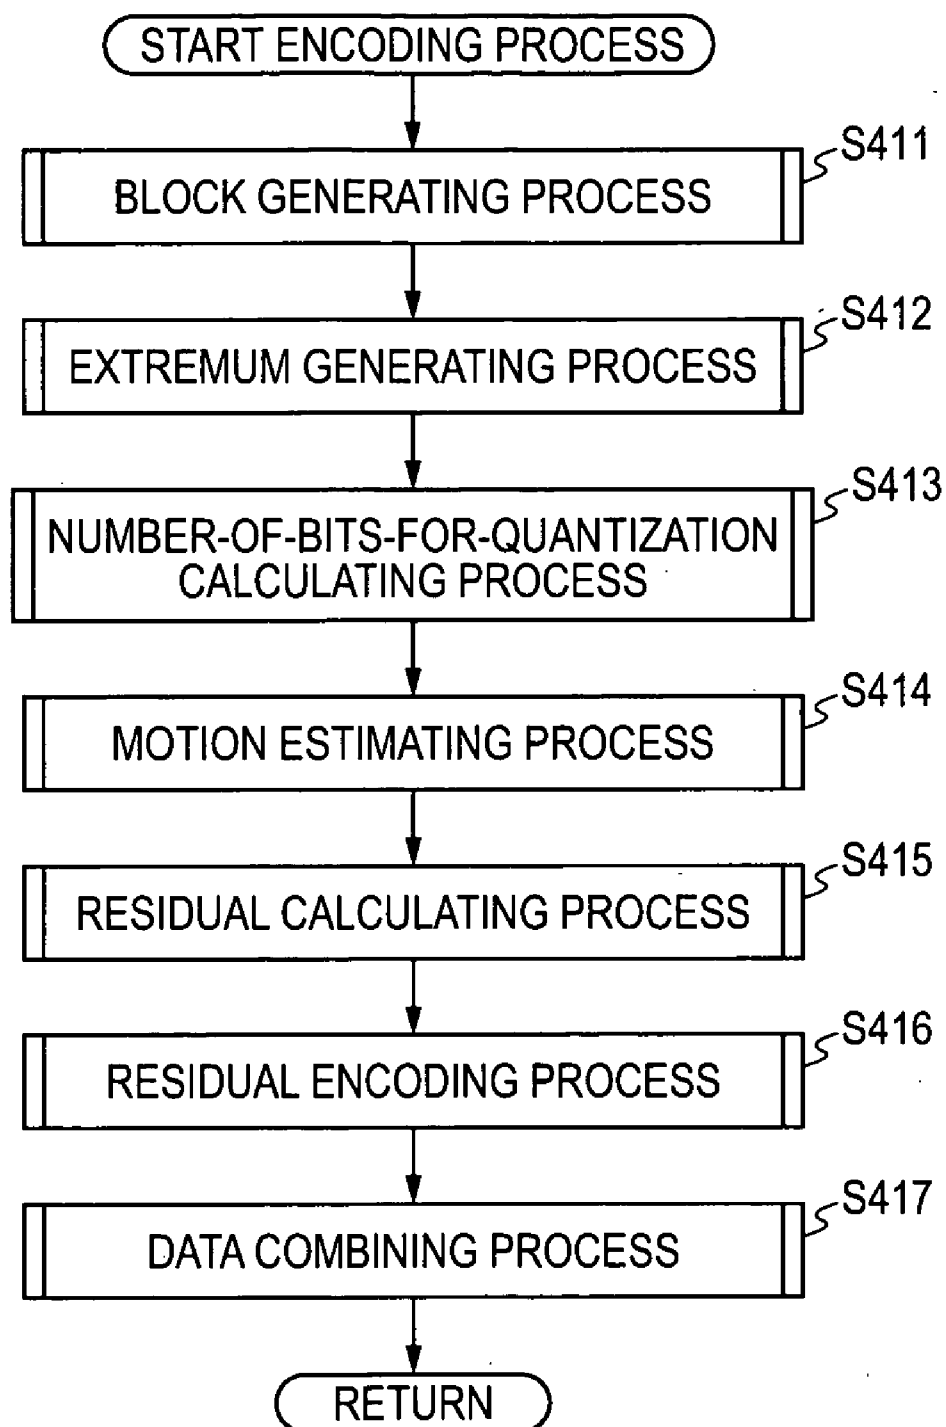 START ENCODING PROCESS
S411
BLOCK GENERATING PROCESS
S412
EXTREMUM GENERATING PROCESS
S413
NUMBER-OF-BITS-FOR-QUANTIZATION
CALCULATING PROCESS
S414
MOTION ESTIMATING PROCESS
S415
RESIDUAL CALCULATING PROCESS
S416
RESIDUAL ENCODING PROCESS
S417
DATA COMBINING PROCESS
RETURN